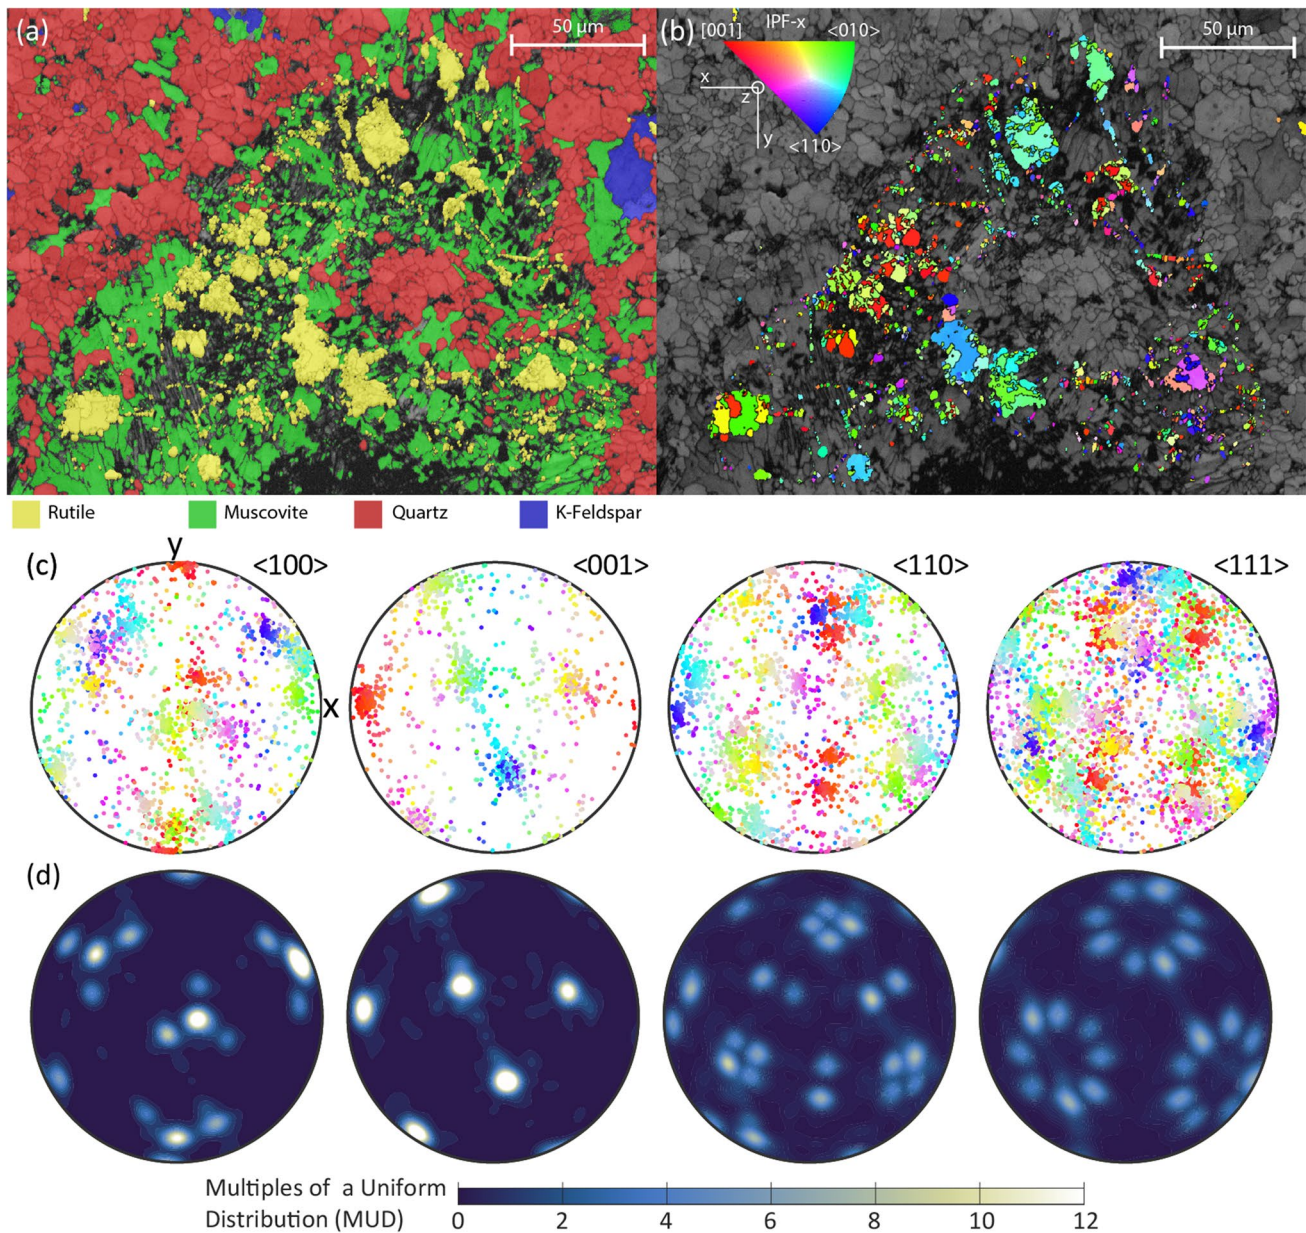 (a)
50 µm
(b)
[001]
IPF-x
<010>
50 µm
x
z
y
<110>
Rutile
Muscovite
Quartz
K-Feldspar
(c)
y
<100>
<001>
<110>
<111>
x
(d)
Multiples of a Uniform
Distribution (MUD)
0
2
4
6
8
10
12